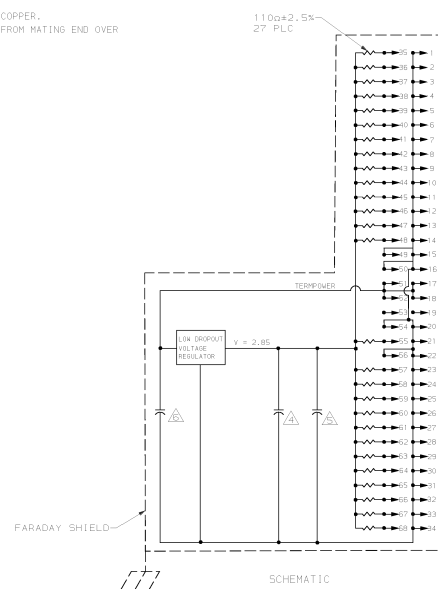 COPPER.
FROM MATING END OVER
110Ω±2.5%
27 PLC
35 1
36 2
37 3
38 4
39 5
40 6
41 7
42 8
43 9
44 10
45 11
46 12
47 13
48 14
49 15
50 16
51 17
TERMPOWER
52 18
53 19
54 20
55 21
LOW DROPOUT
VOLTAGE
REGULATOR
V = 2.85
56 22
57 23
58 24
59 25
60 26
6 4 5
61 27
62 28
63 29
64 30
65 31
66 32
67 33
68 34
FARADAY SHIELD
SCHEMATIC